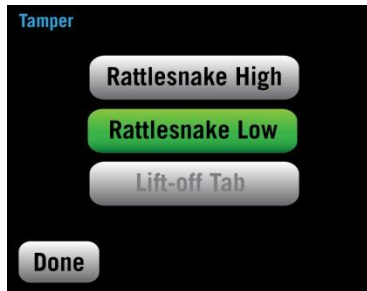 Tamper
Rattlesnake High
Rattlesnake Low
Lift-off Tab
Done